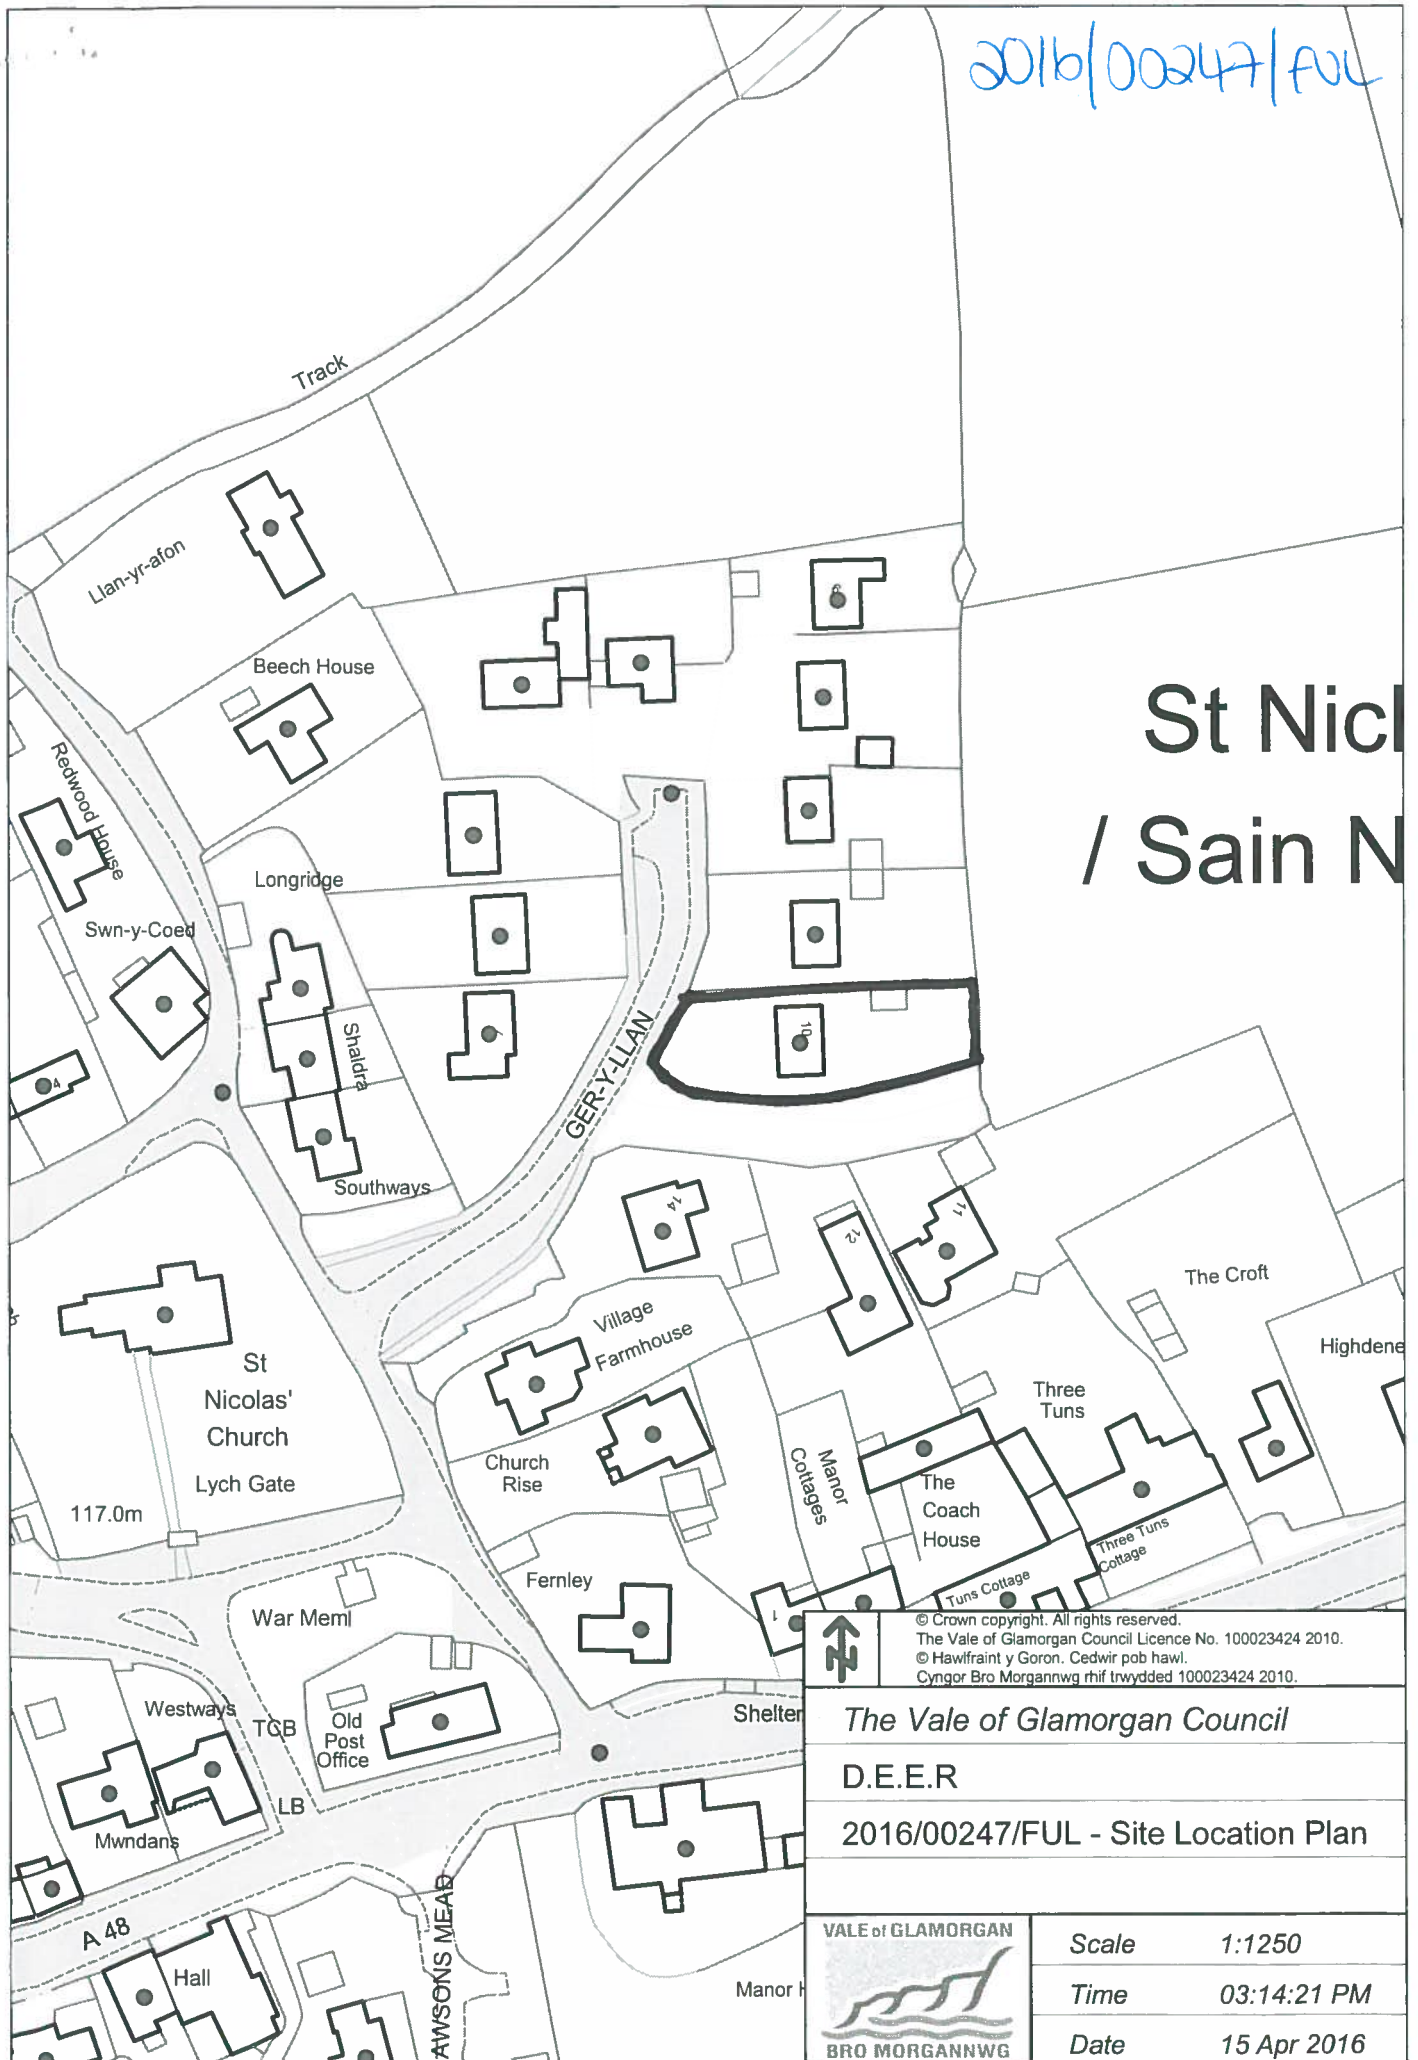 2016/00247/FUL
Track
Llan-yr-afon
Beech House
6
St Nicl
/ Sain N
Redwood House
Longridge
Swn-y-Coed
Shaldra
4
7
10
GER-Y-LLAN
Southways
14
12
11
The Croft
Village
Farmhouse
Highdene
St
Nicolas'
Church
Three
Tuns
Church
Rise
Manor
Cottages
Lych Gate
117.0m
The
Coach
House
Three Tuns
Cottage
Fernley
Tuns Cottage
War Meml
1
© Crown copyright. All rights reserved.
The Vale of Glamorgan Council Licence No. 100023424 2010.
© Hawlfraint y Goron. Cedwir pob hawl.
Cyngor Bro Morgannwg rhif trwydded 100023424 2010.
Westways
TCB
Old
Post
Office
Shelter
The Vale of Glamorgan Council
D.E.E.R
LB
2016/00247/FUL - Site Location Plan
Mwndans
A 48
Hall
AWSONS MEAD
Manor H
VALE of GLAMORGAN
BRO MORGANNWG
Scale 1:1250
Time 03:14:21 PM
Date 15 Apr 2016